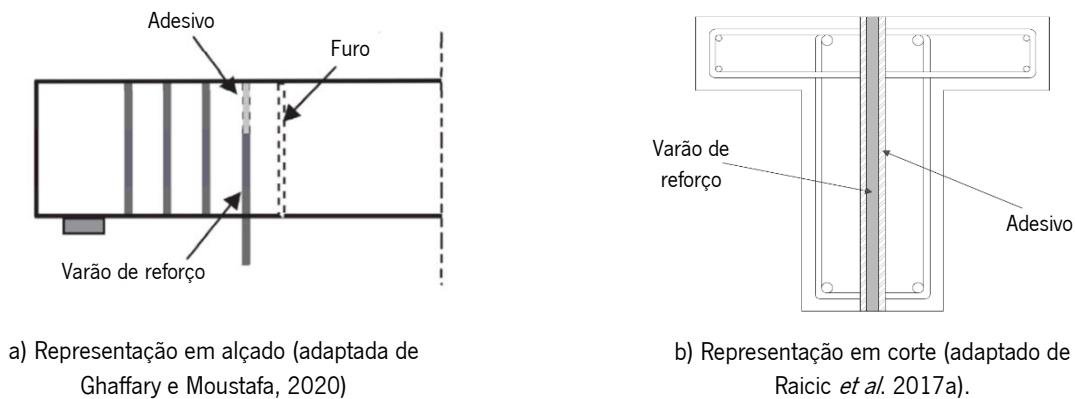 Adesivo
Furo
Varão de reforço
a) Representação em alçado (adaptada de
Ghaffary e Moustafa, 2020)
Varão de
reforço
Adesivo
b) Representação em corte (adaptado de
Raicic et al. 2017a).